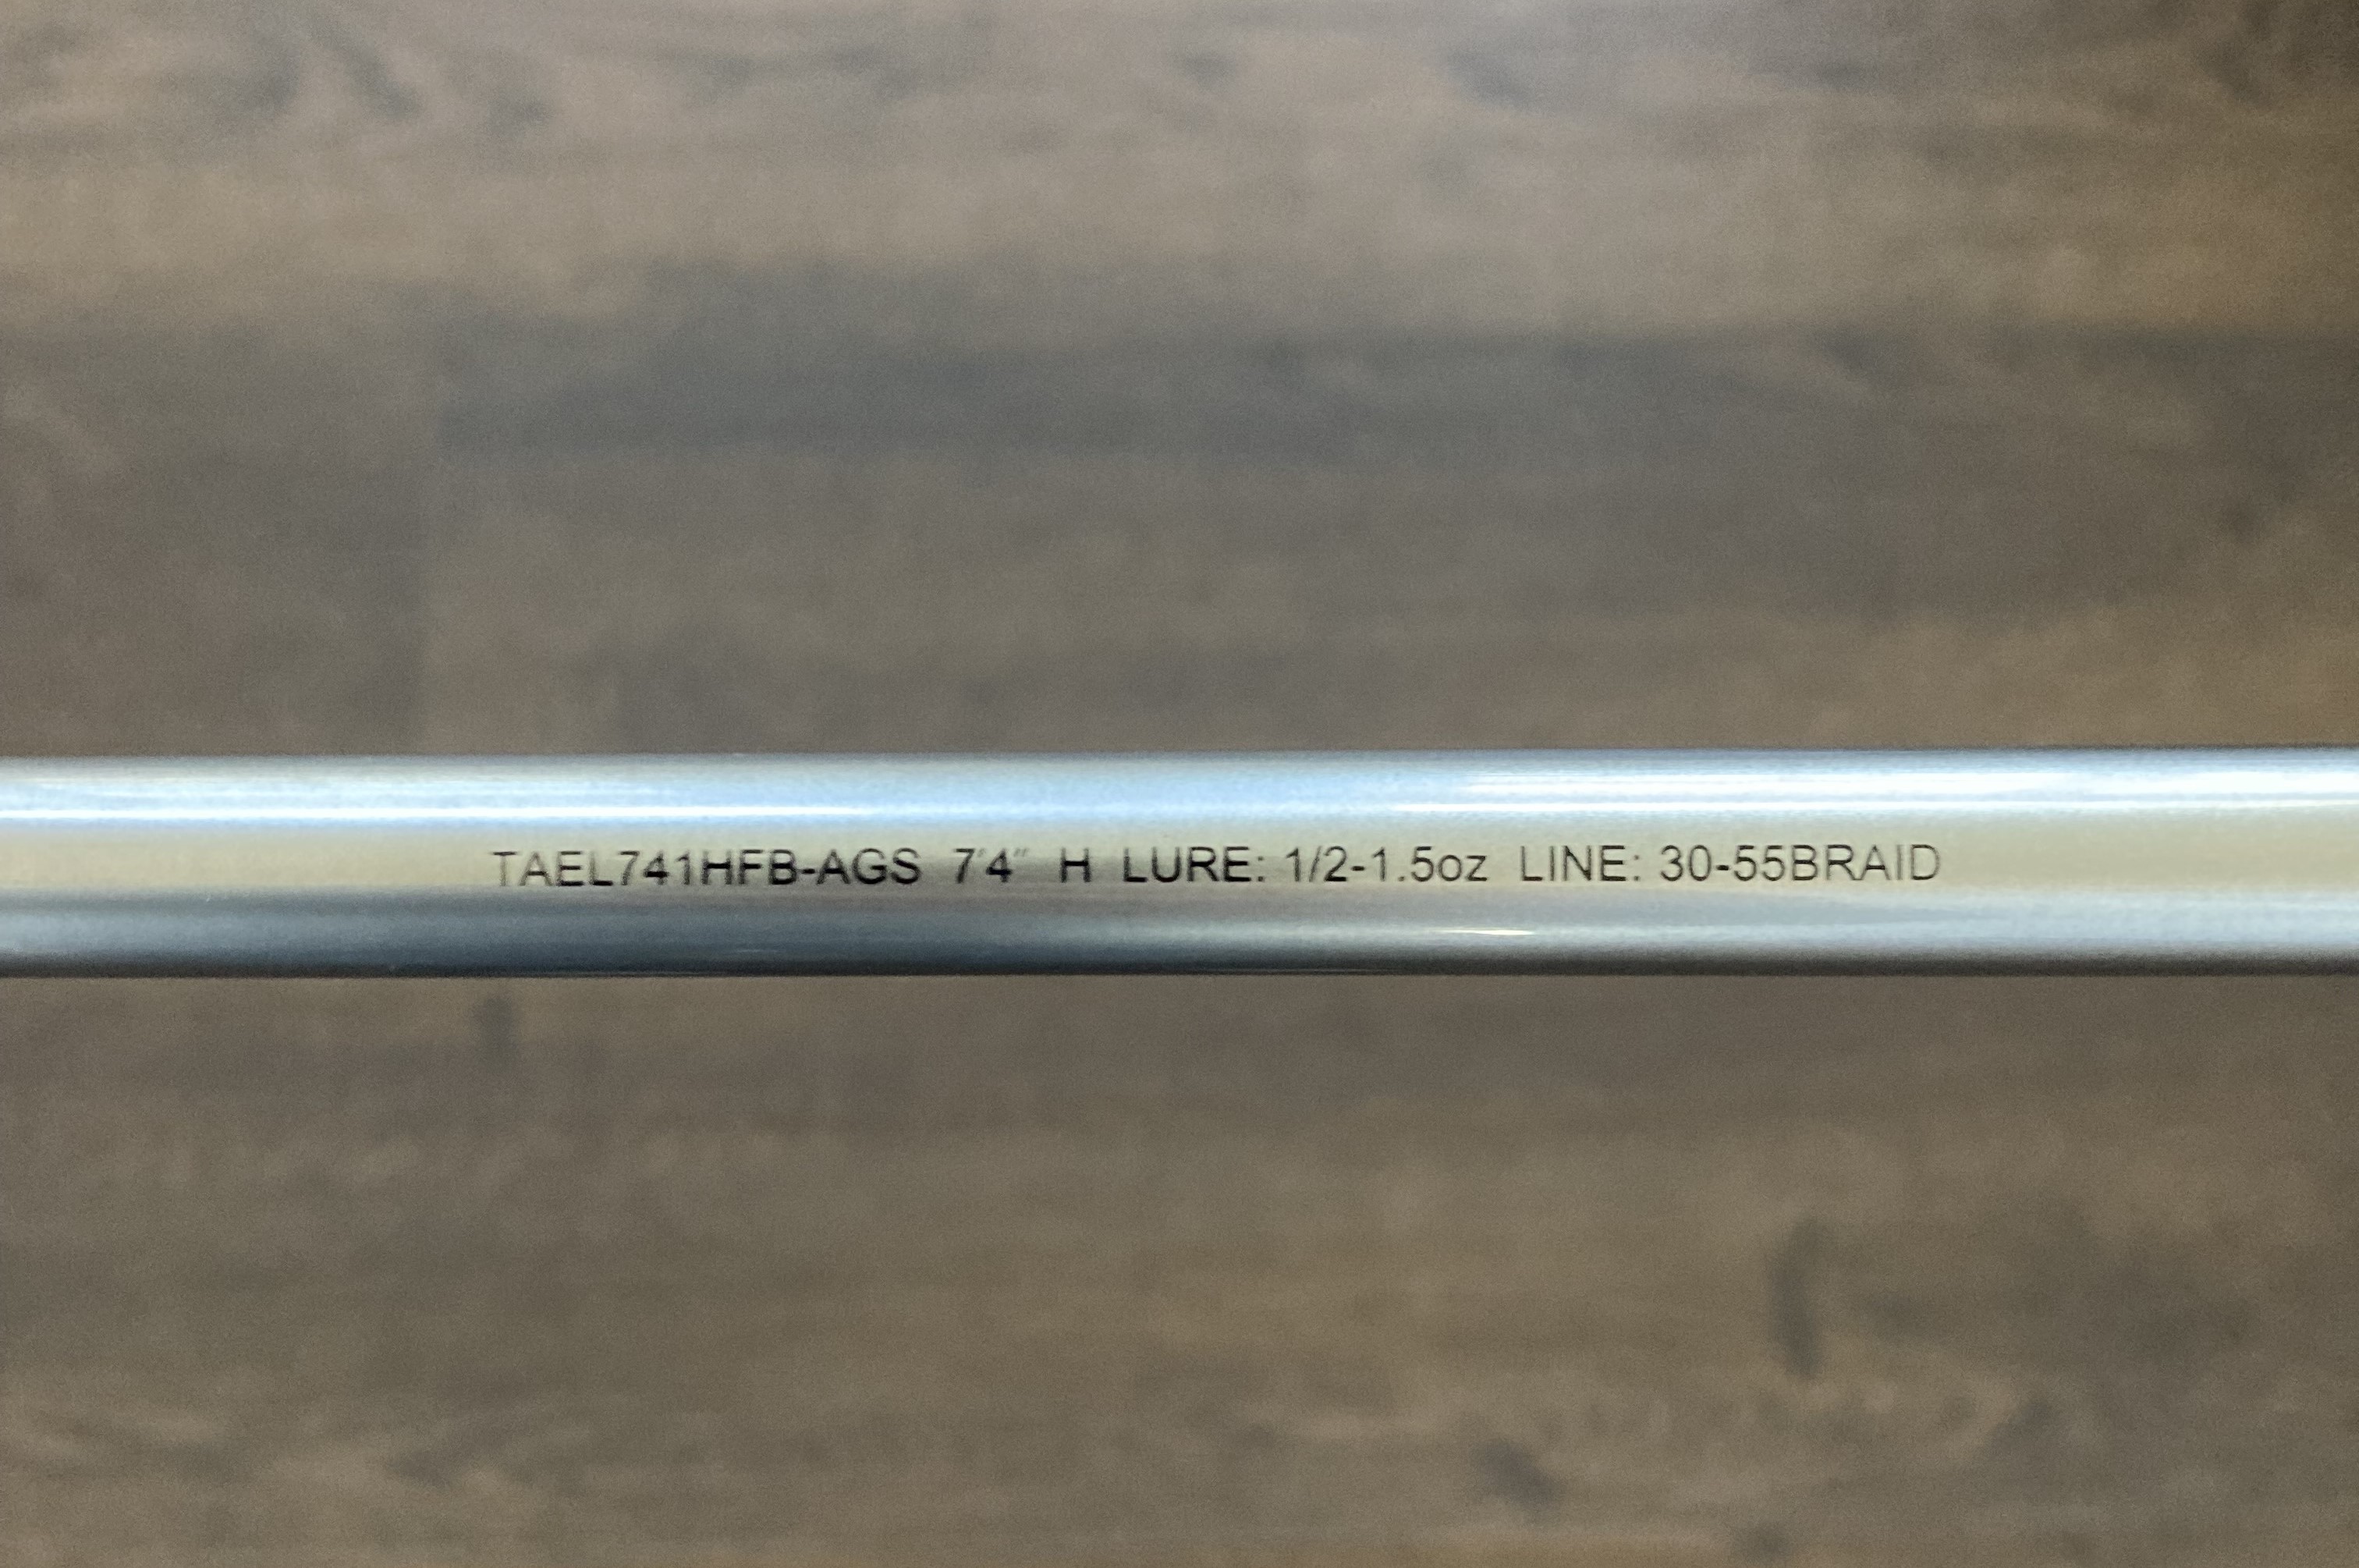 TAEL741HFB-AGS 7'4" H LURE: 1/2-1.5oz LINE: 30-55BRAID